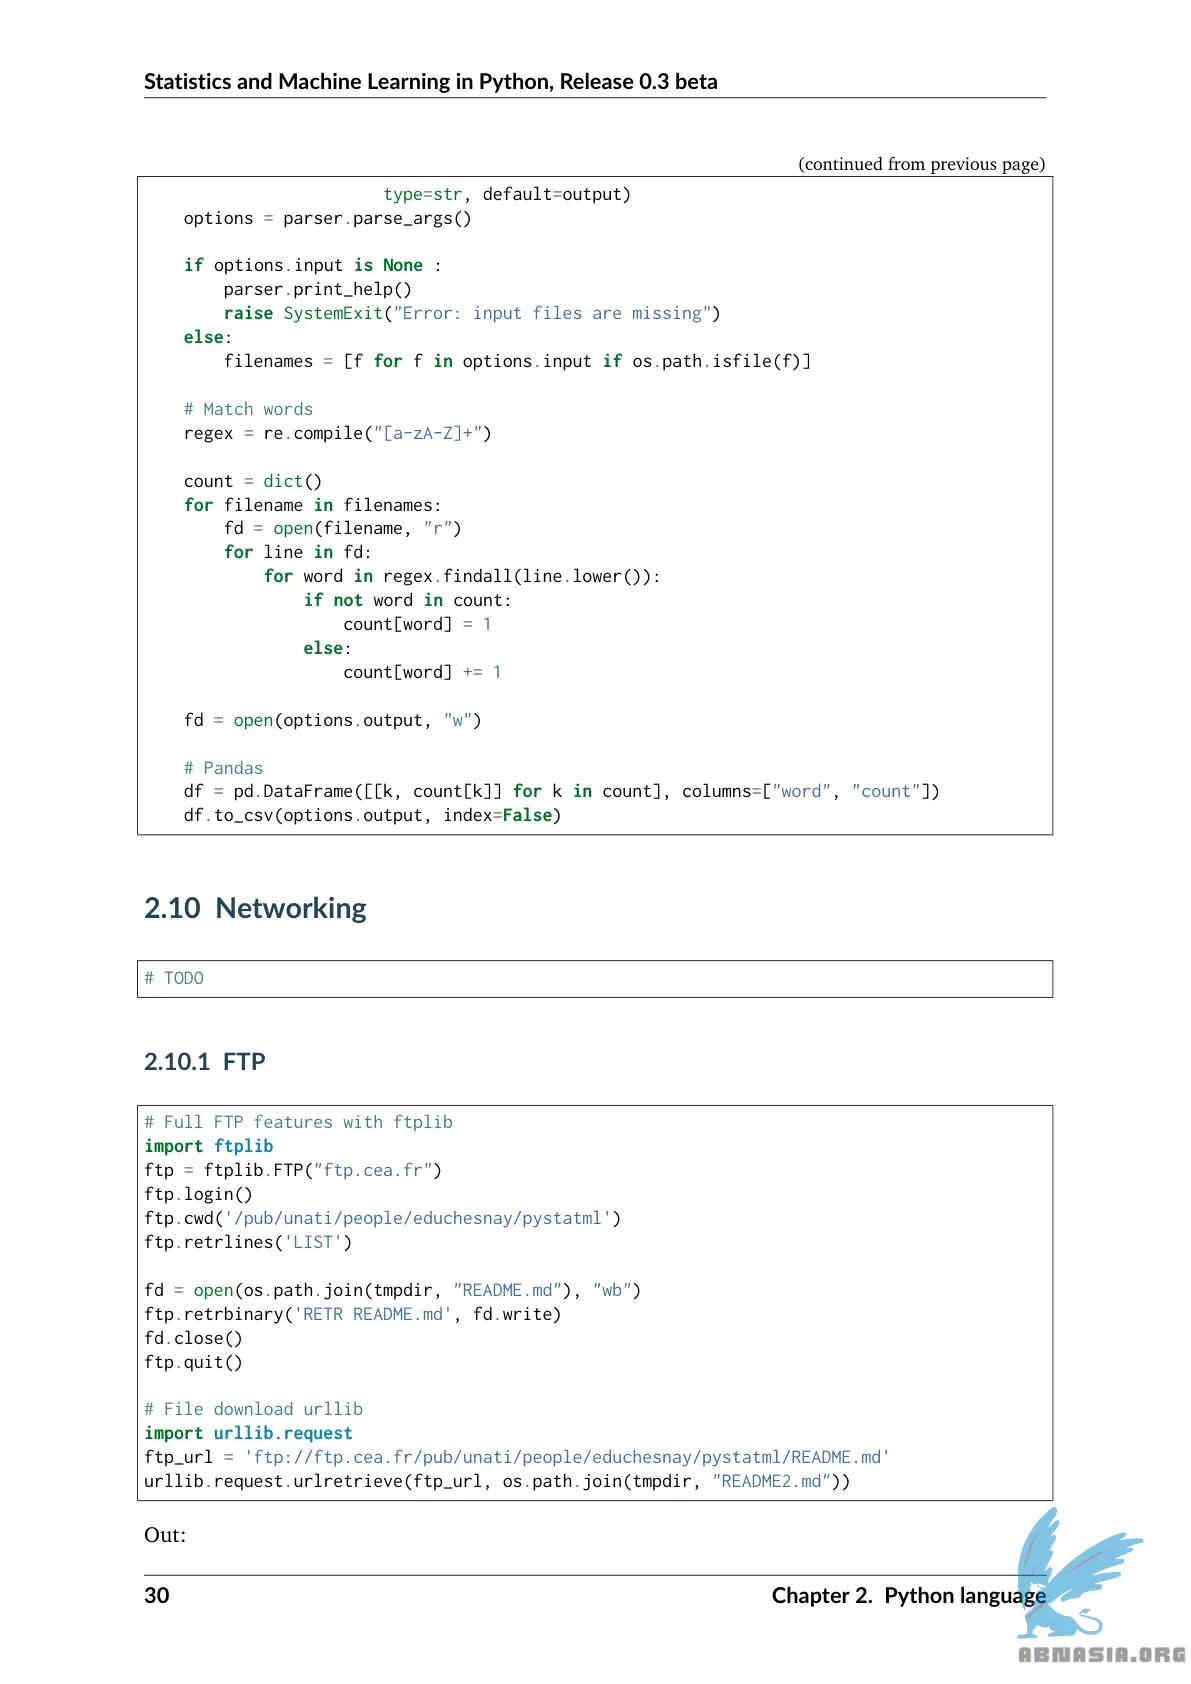 Statistics and Machine Learning in Python, Release 0.3 beta
(continued from previous page)
                        type=str, default=output)
    options = parser.parse_args()

    if options.input is None :
        parser.print_help()
        raise SystemExit("Error: input files are missing")
    else:
        filenames = [f for f in options.input if os.path.isfile(f)]

    # Match words
    regex = re.compile("[a-zA-Z]+")

    count = dict()
    for filename in filenames:
        fd = open(filename, "r")
        for line in fd:
            for word in regex.findall(line.lower()):
                if not word in count:
                    count[word] = 1
                else:
                    count[word] += 1

    fd = open(options.output, "w")

    # Pandas
    df = pd.DataFrame([[k, count[k]] for k in count], columns=["word", "count"])
    df.to_csv(options.output, index=False)
2.10 Networking
# TODO
2.10.1 FTP
# Full FTP features with ftplib
import ftplib
ftp = ftplib.FTP("ftp.cea.fr")
ftp.login()
ftp.cwd('/pub/unati/people/educhesnay/pystatml')
ftp.retrlines('LIST')

fd = open(os.path.join(tmpdir, "README.md"), "wb")
ftp.retrbinary('RETR README.md', fd.write)
fd.close()
ftp.quit()

# File download urllib
import urllib.request
ftp_url = 'ftp://ftp.cea.fr/pub/unati/people/educhesnay/pystatml/README.md'
urllib.request.urlretrieve(ftp_url, os.path.join(tmpdir, "README2.md"))
Out:
30
Chapter 2. Python language
ABNASIA.ORG